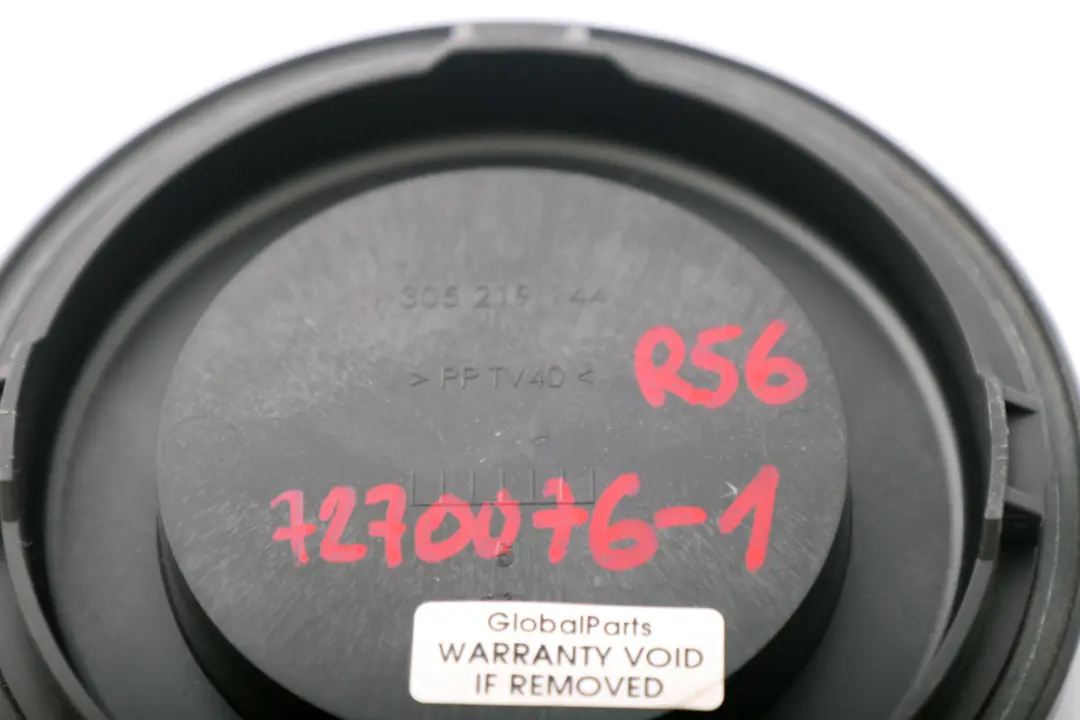 305 219 144
> PP TV40 <
R56
7270076-1
GlobalParts
WARRANTY VOID
IF REMOVED